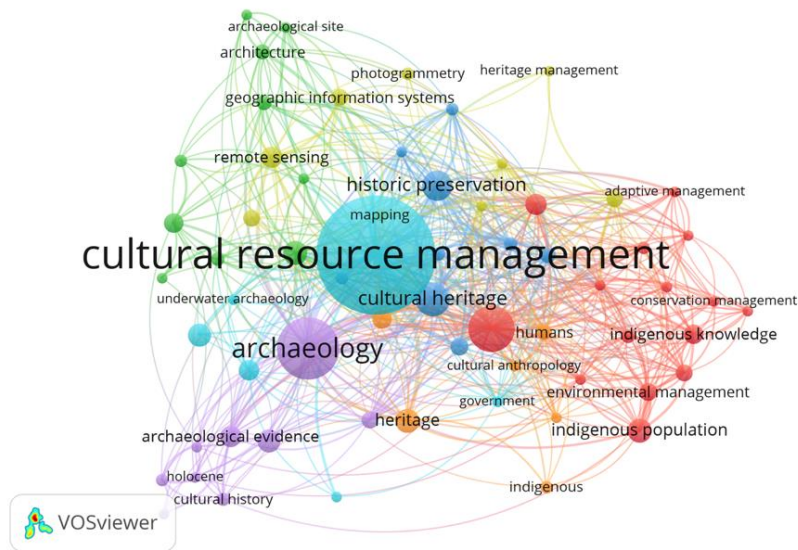 archaeological site
architecture
photogrammetry
heritage management
geographic information systems
remote sensing
historic preservation
adaptive management
mapping
cultural resource management
underwater archaeology
cultural heritage
conservation management
humans
indigenous knowledge
archaeology
cultural anthropology
environmental management
government
heritage
indigenous population
archaeological evidence
holocene
indigenous
cultural history
VOSviewer